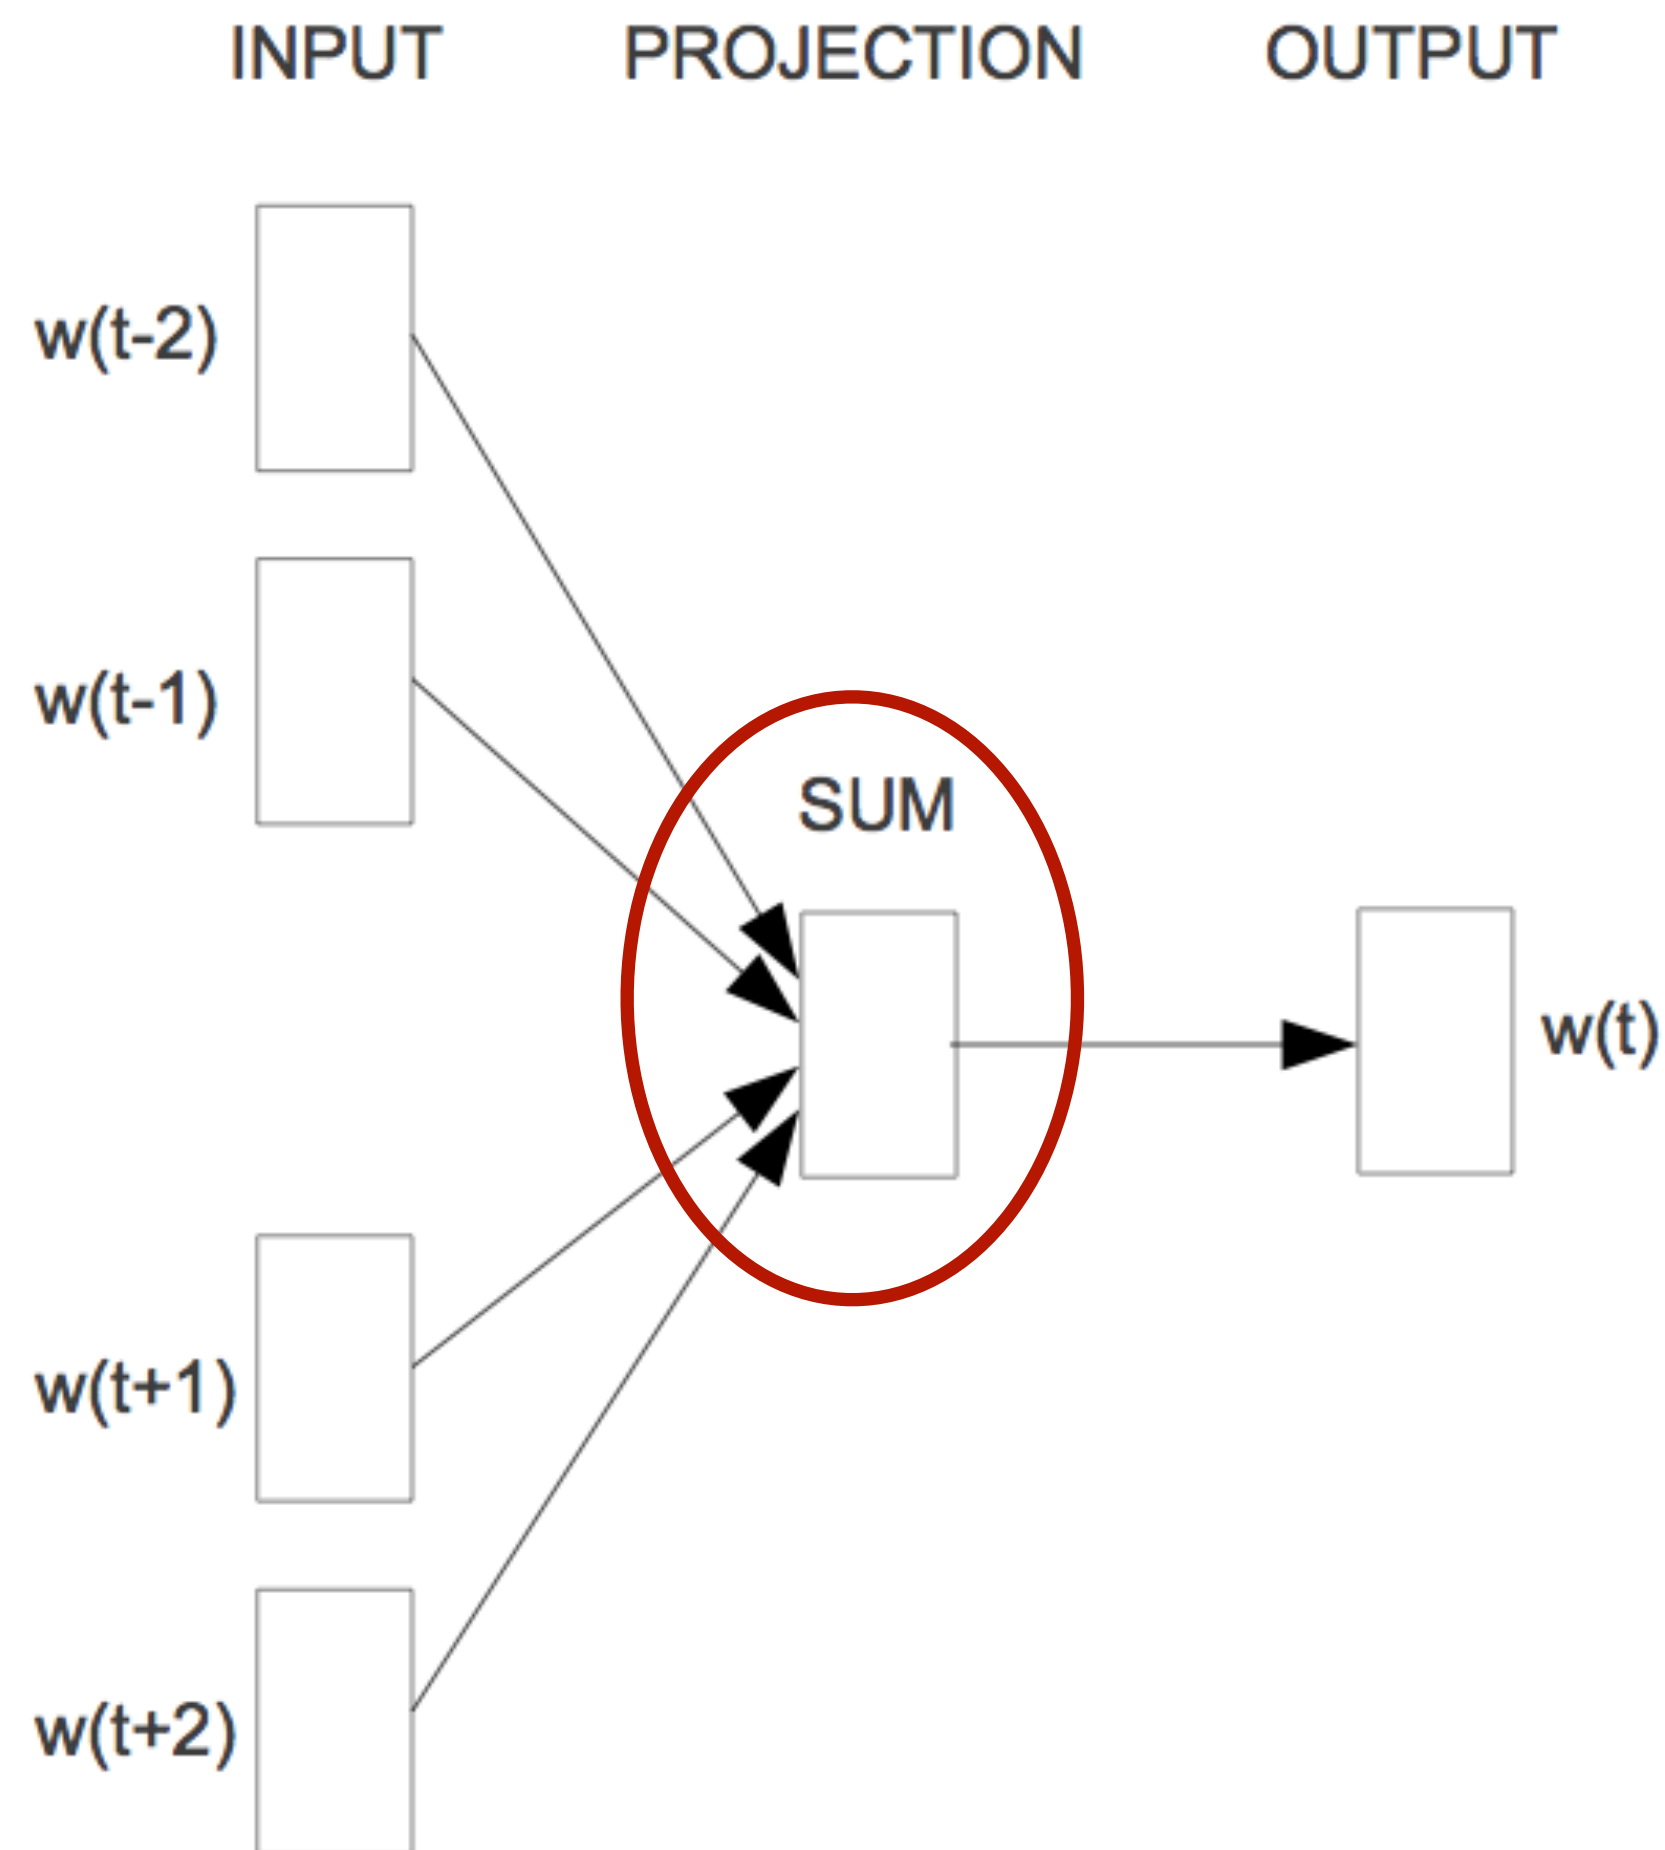 INPUT PROJECTION OUTPUT
w(t-2)
w(t-1)
SUM
w(t)
w(t+1)
w(t+2)